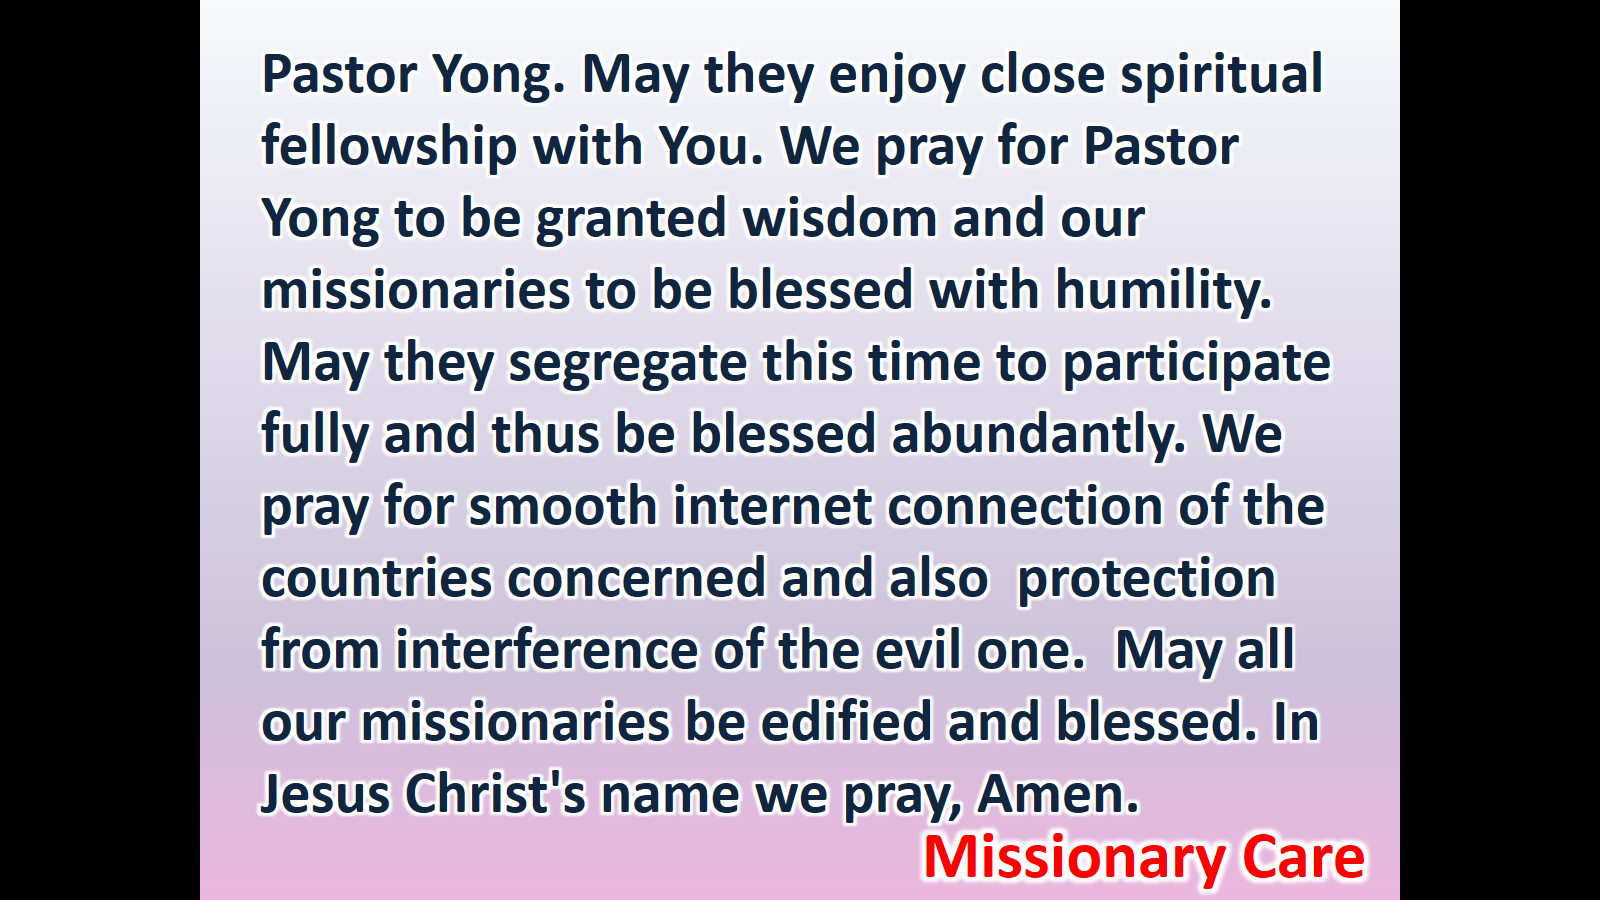 Pastor Yong. May they enjoy close spiritual
fellowship with You. We pray for Pastor
Yong to be granted wisdom and our
missionaries to be blessed with humility.
May they segregate this time to participate
fully and thus be blessed abundantly. We
pray for smooth internet connection of the
countries concerned and also  protection
from interference of the evil one.  May all
our missionaries be edified and blessed. In
Jesus Christ's name we pray, Amen.
Missionary Care